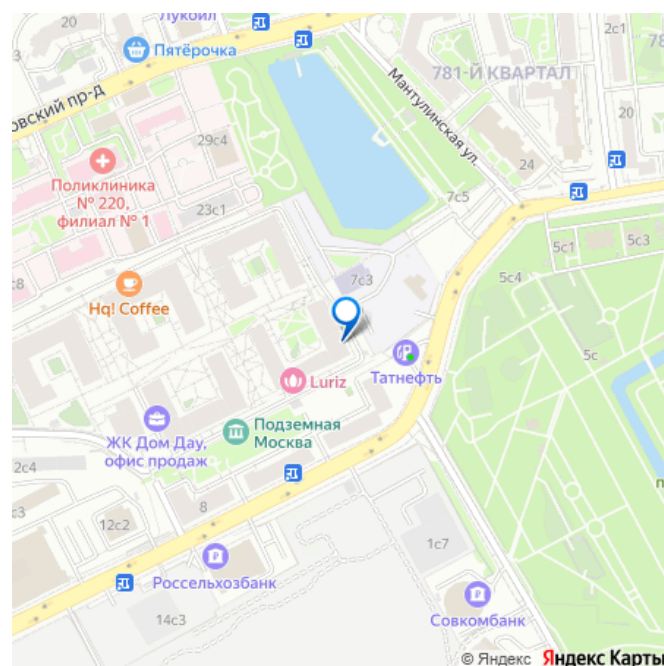 20
Лукойл
Пятёрочка
781-Й КВАРТАЛ
78
20
овский пр-д
Мантулинская ул.
29с4
24
Поликлиника
№ 220,
филиал № 1
7с5
23с1
5с1
5с3
5с4
с8
Hq! Coffee
7с3
5с
Татнефть
Luriz
Подземная
Москва
ЖК Дом Дау,
офис продаж
2с4
п
с3
12с2
8
1с7
Россельхозбанк
14с3
Совкомбанк
© Яндекс Яндекс Карты